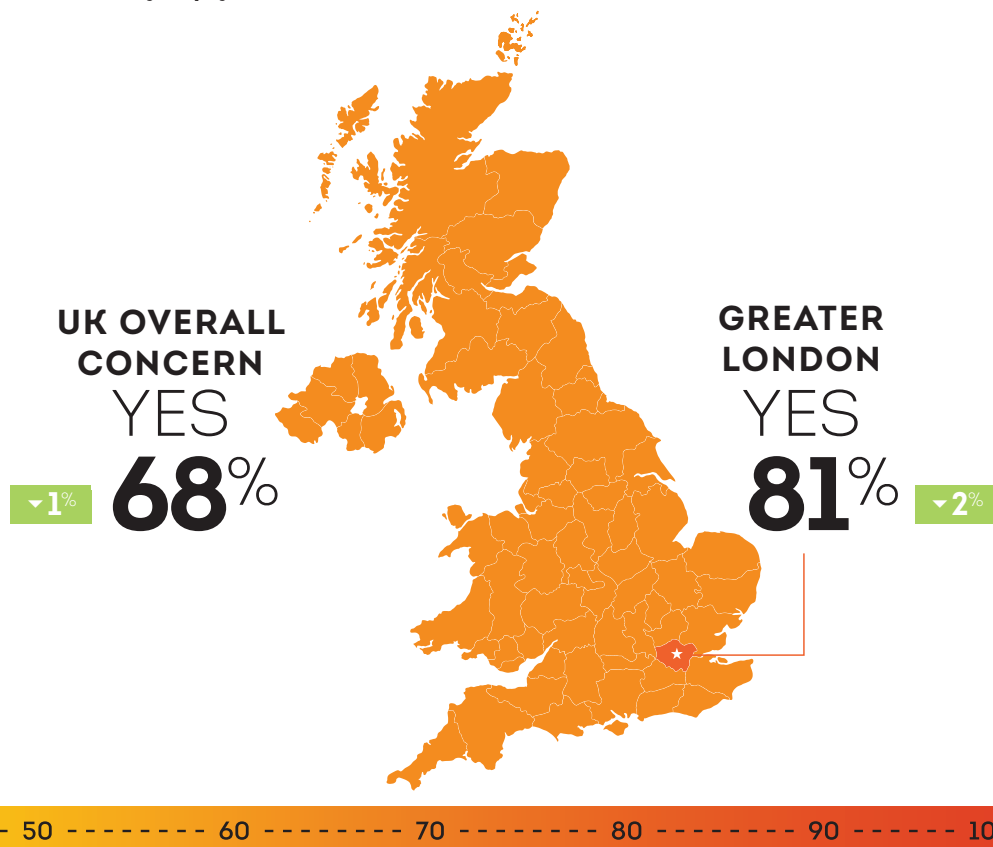 UK OVERALL
CONCERN
YES
68%
▼1%
GREATER
LONDON
YES
81%
▼2%
50 - - - - - - - - 60 - - - - - - - - 70 - - - - - - - - 80 - - - - - - - - 90 - - - - - -